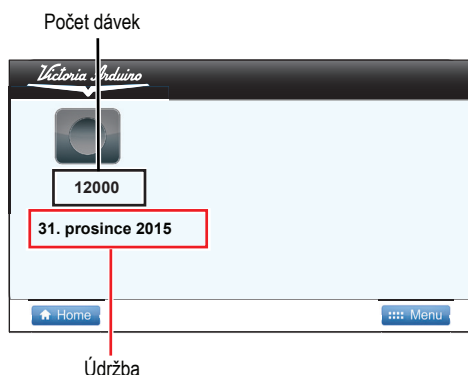 Počet dávek
Victoria Arduino
12000
31. prosince 2015
Home
Menu
Údržba